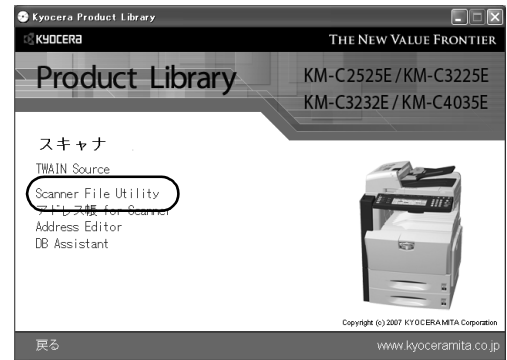 Kyocera Product Library
KYOCERA
THE NEW VALUE FRONTIER
Product Library
KM-C2525E / KM-C3225E
KM-C3232E / KM-C4035E
スキャナ
TWAIN Source
Scanner File Utility
アドレス帳 for Scanner
Address Editor
DB Assistant
Copyright (c) 2007 KYOCERA MITA Corporation
戻る
www.kyoceramita.co.jp